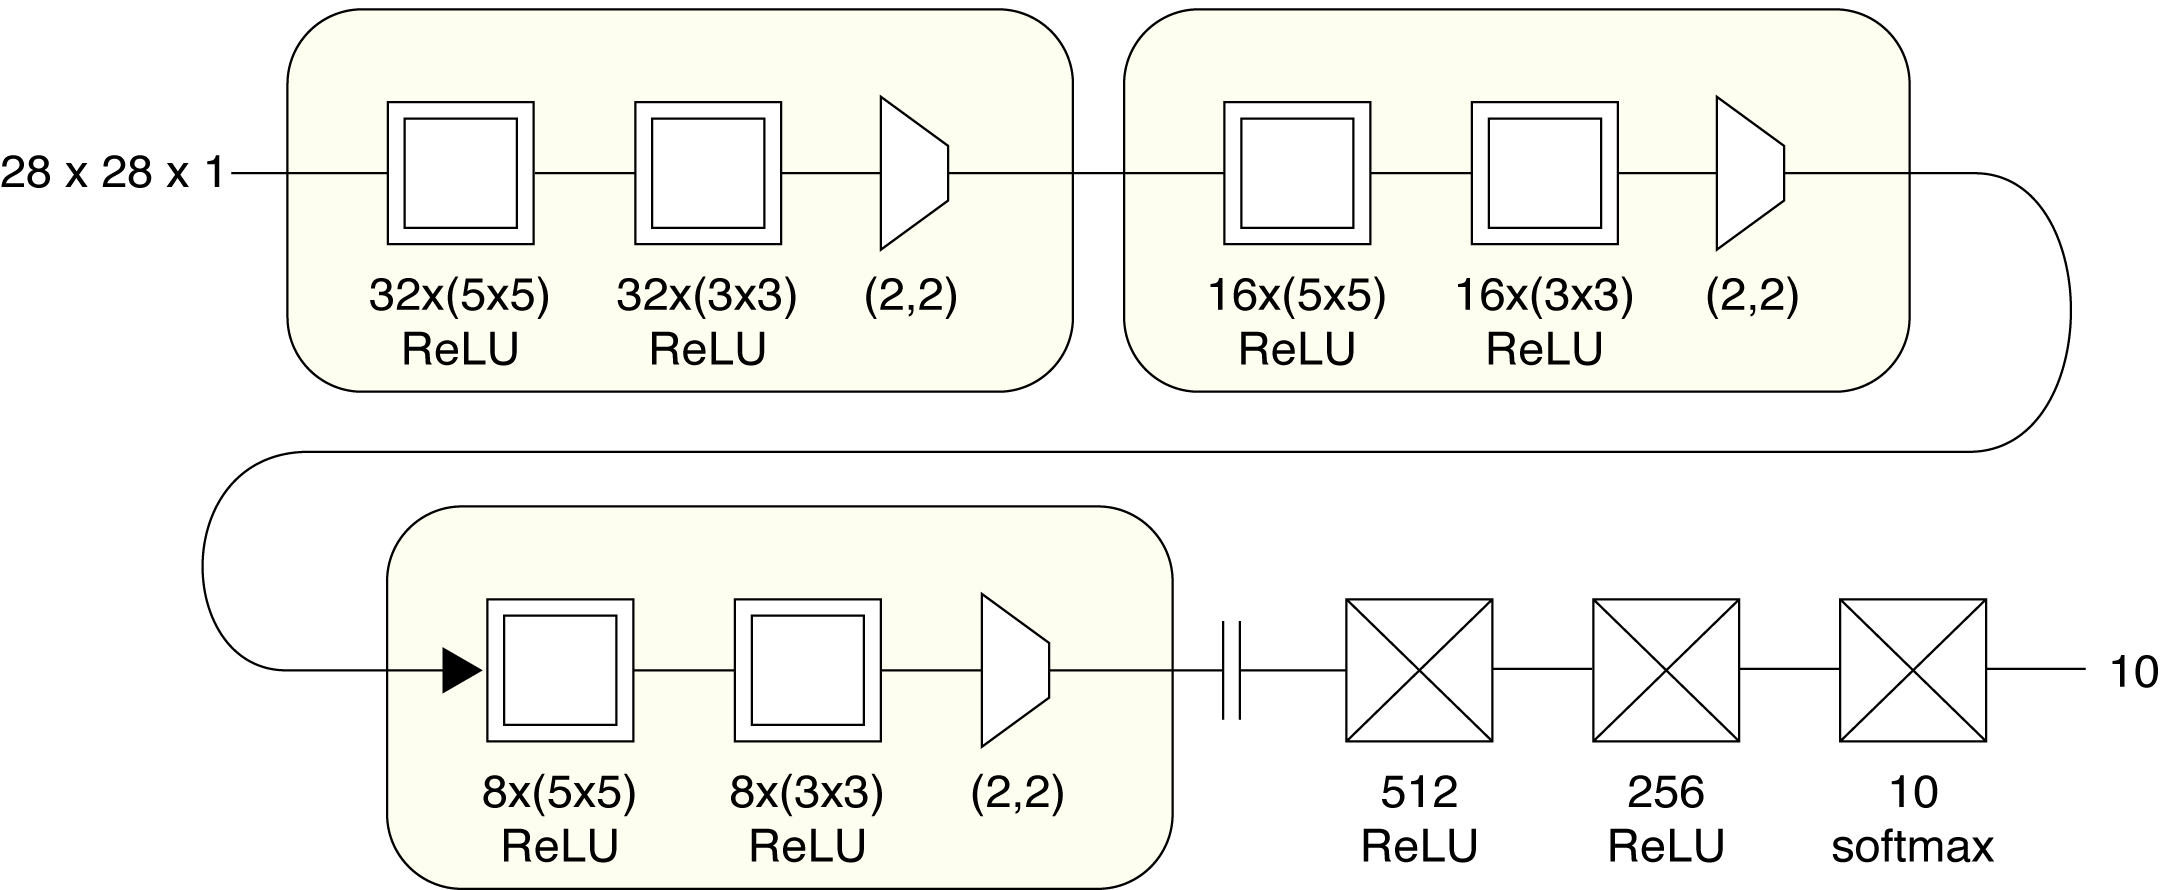 28 x 28 x 1
32x(5x5)
ReLU
32x(3x3)
ReLU
(2,2)
16x(5x5)
ReLU
16x(3x3)
ReLU
(2,2)
8x(5x5)
ReLU
8x(3x3)
ReLU
(2,2)
512
ReLU
256
ReLU
10
softmax
10